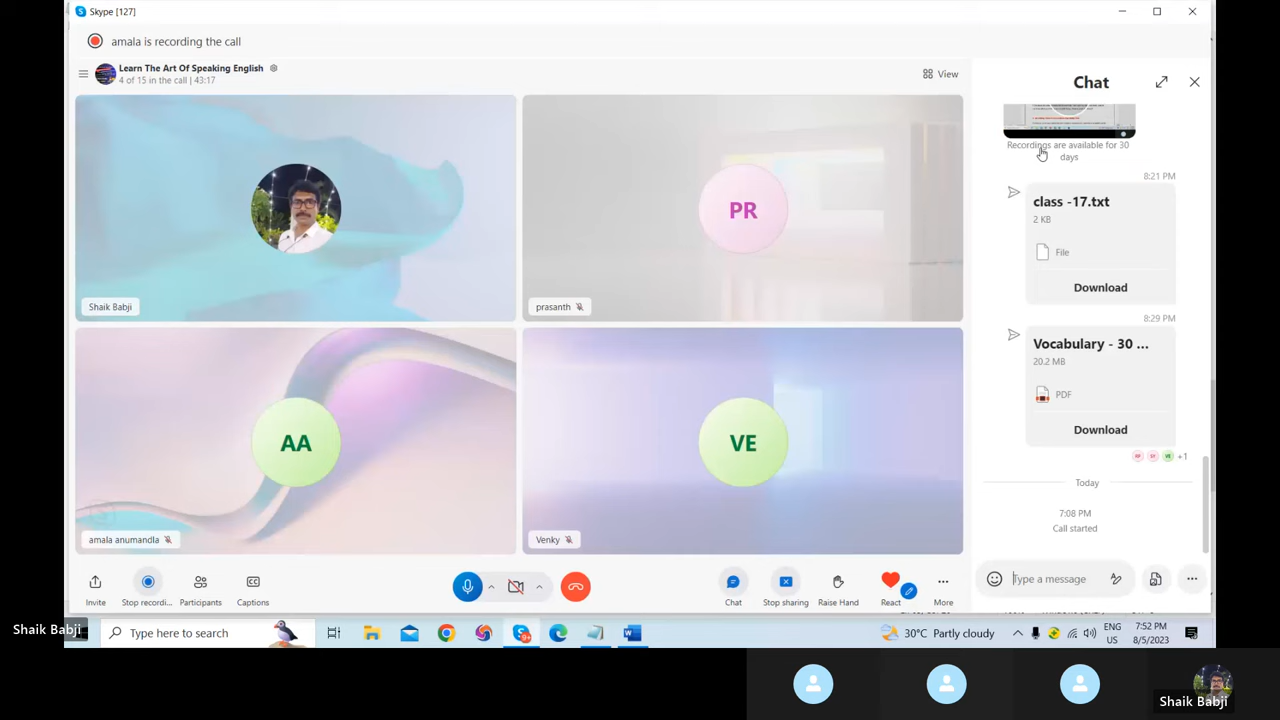 Skype [127]
amala is recording the call
Learn The Art Of Speaking English
4 of 15 in the call | 43:17
View
Chat
Recordings are available for 30
days
8:21 PM
class -17.txt
2 KB
File
Download
8:29 PM
Vocabulary - 30 ...
20.2 MB
PDF
Download
+1
Today
7:08 PM
Call started
Type a message
PR
Shaik Babji
prasanth
AA
VE
amala anumandla
Venky
Invite
Stop recordi...
Participants
Captions
Chat
Stop sharing
Raise Hand
React
More
Shaik Babji
Type here to search
9+
30°C Partly cloudy
ENG
US
7:52 PM
8/5/2023
Shaik Babji